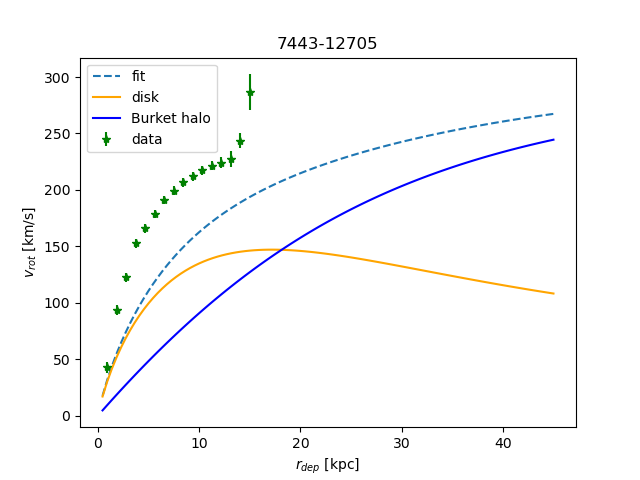 7443-12705
fit
disk
Burket halo
data
300
250
200
150
100
50
0
v_rot [km/s]
0 10 20 30 40
r_dep [kpc]